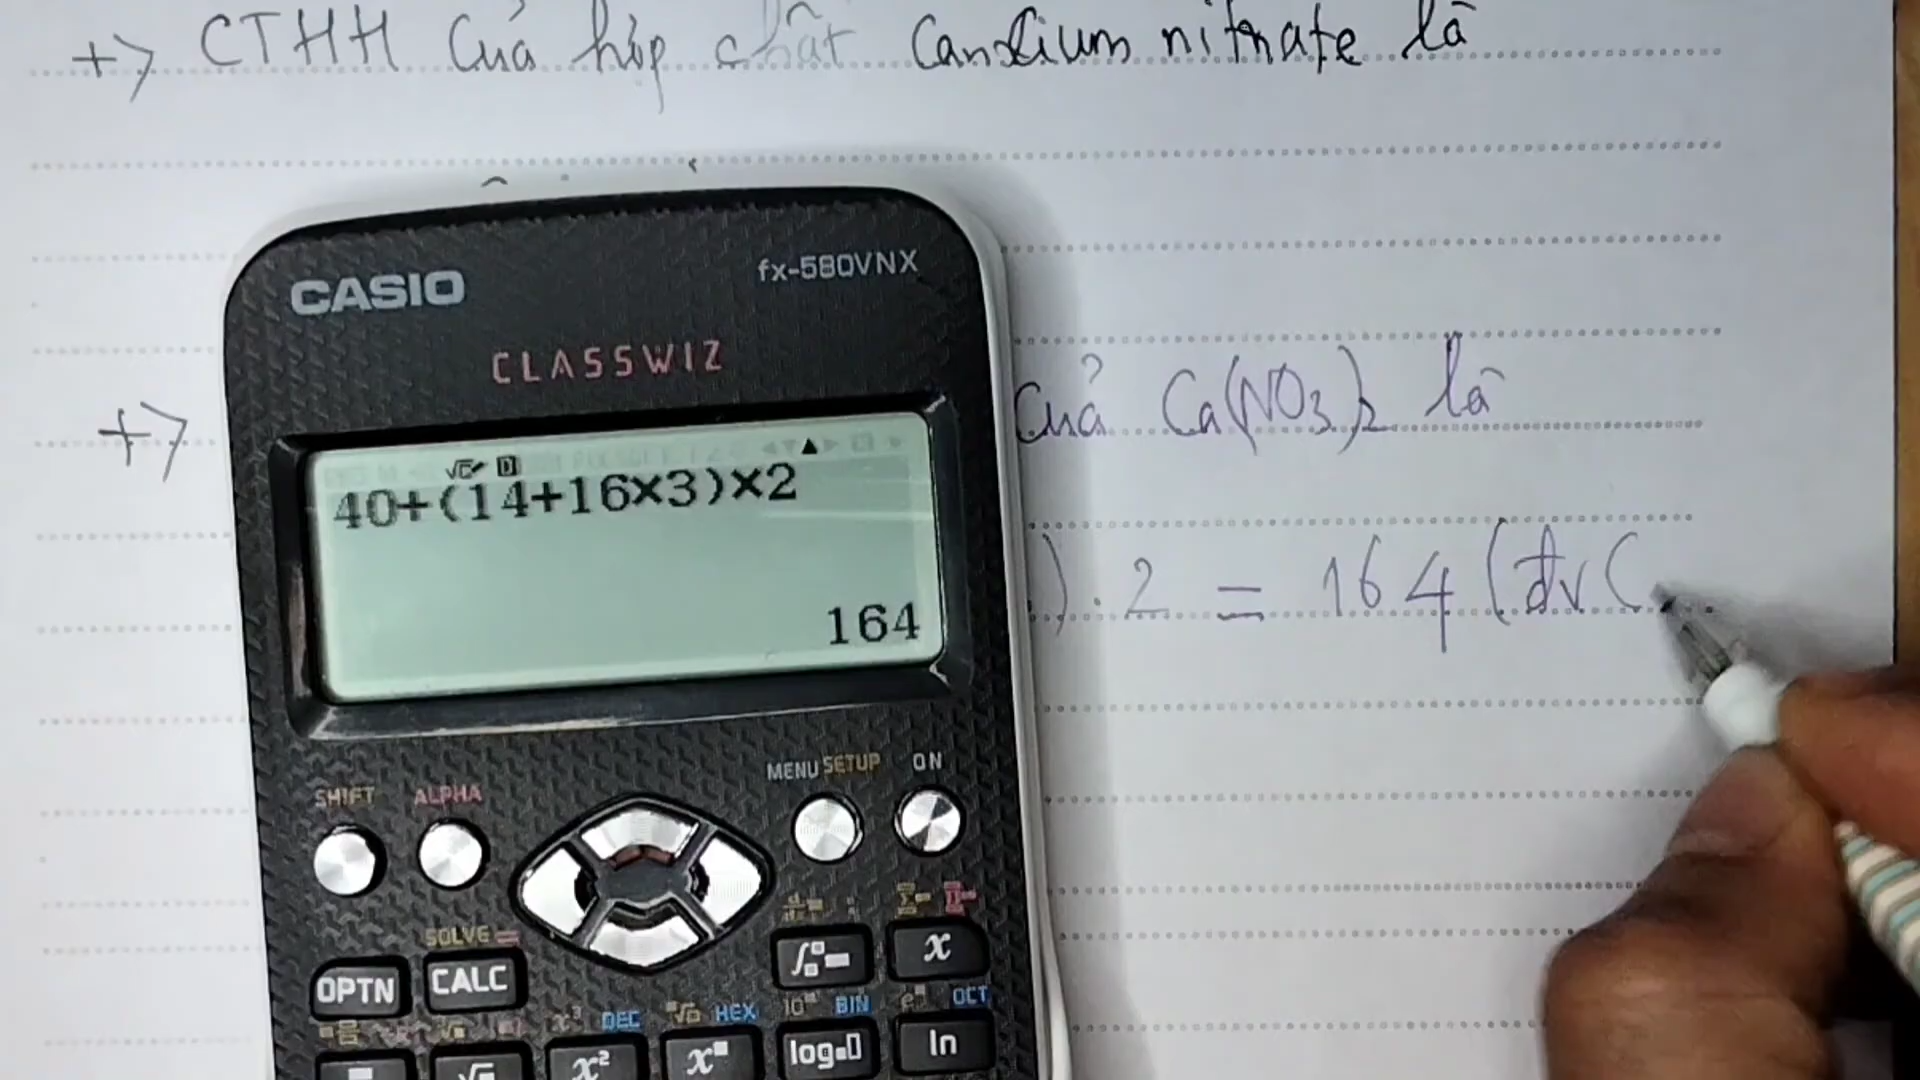 +> CTHH của hợp chất Canxium nitrate là
CASIO fx-580VNX
CLASSWIZ
+> của Ca(NO₃)₂ là
40+(14+16×3)×2
164
) . 2 = 164 (đvC
MENU SETUP ON
SHIFT ALPHA
SOLVE =
OPTN CALC x
DEC HEX BIN OCT
x² x■ log■▯ ln